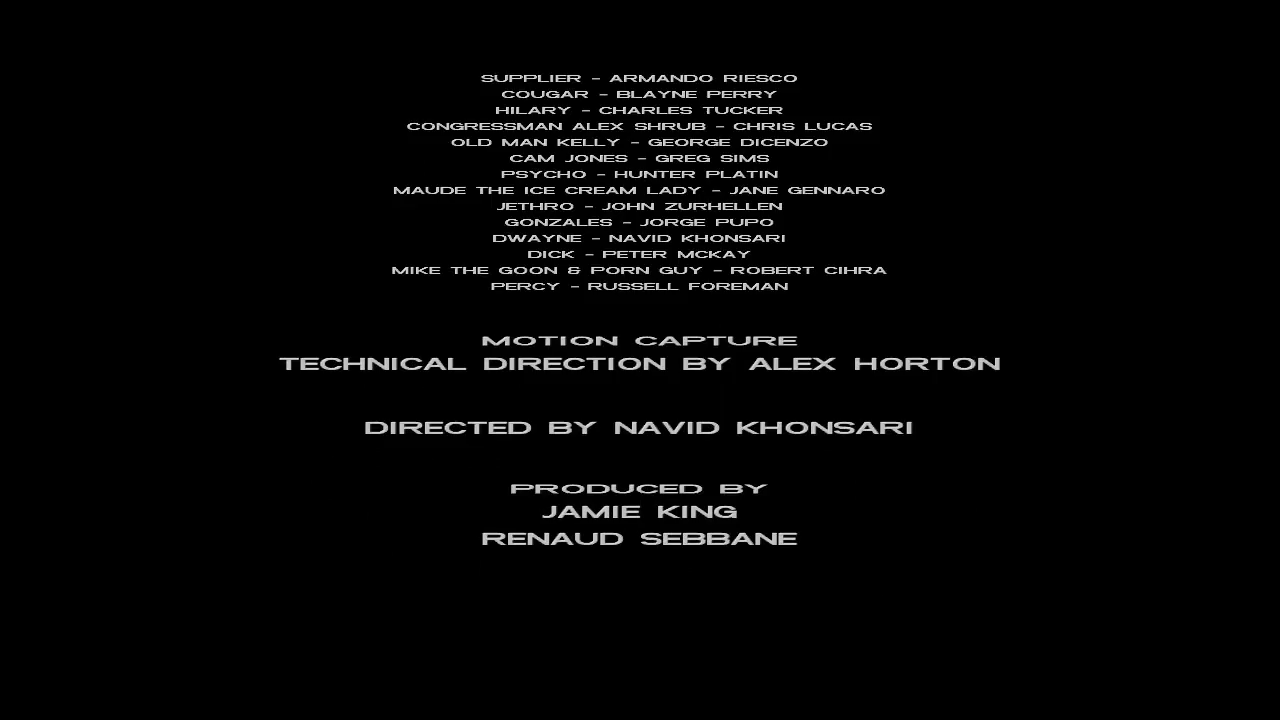 SUPPLIER - ARMANDO RIESCO
COUGAR - BLAYNE PERRY
HILARY - CHARLES TUCKER
CONGRESSMAN ALEX SHRUB - CHRIS LUCAS
OLD MAN KELLY - GEORGE DICENZO
CAM JONES - GREG SIMS
PSYCHO - HUNTER PLATIN
MAUDE THE ICE CREAM LADY - JANE GENNARO
JETHRO - JOHN ZURHELLEN
GONZALES - JORGE PUPO
DWAYNE - NAVID KHONSARI
DICK - PETER MCKAY
MIKE THE GOON & PORN GUY - ROBERT CIHRA
PERCY - RUSSELL FOREMAN
MOTION CAPTURE
TECHNICAL DIRECTION BY ALEX HORTON
DIRECTED BY NAVID KHONSARI
PRODUCED BY
JAMIE KING
RENAUD SEBBANE